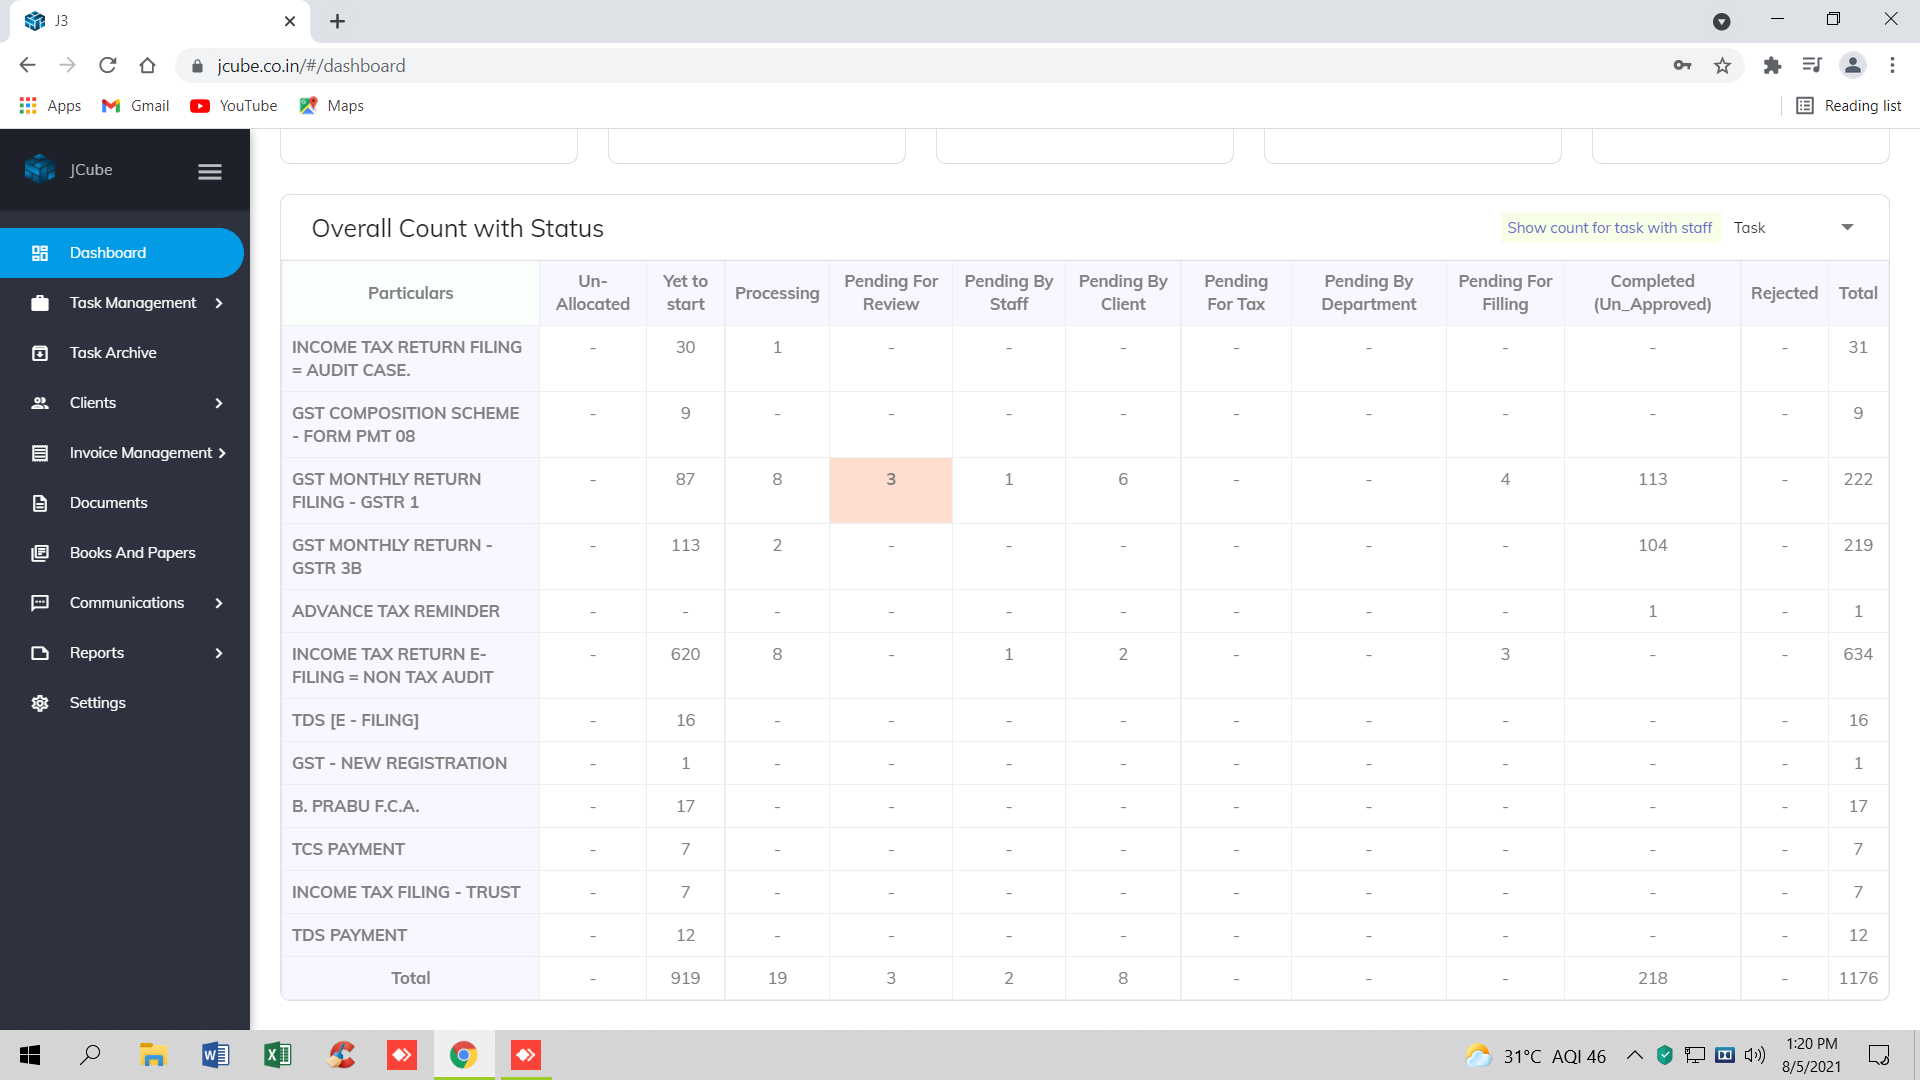 J3
jcube.co.in/#/dashboard
Apps Gmail YouTube Maps Reading list
JCube
Dashboard
Task Management
Task Archive
Clients
Invoice Management
Documents
Books And Papers
Communications
Reports
Settings
Overall Count with Status Show count for task with staff Task
Particulars Un-Allocated Yet to start Processing Pending For Review Pending By Staff Pending By Client Pending For Tax Pending By Department Pending For Filling Completed (Un_Approved) Rejected Total
INCOME TAX RETURN FILING = AUDIT CASE. - 30 1 - - - - - - - - 31
GST COMPOSITION SCHEME - FORM PMT 08 - 9 - - - - - - - - - 9
GST MONTHLY RETURN FILING - GSTR 1 - 87 8 3 1 6 - - 4 113 - 222
GST MONTHLY RETURN - GSTR 3B - 113 2 - - - - - - 104 - 219
ADVANCE TAX REMINDER - - - - - - - - - 1 - 1
INCOME TAX RETURN E-FILING = NON TAX AUDIT - 620 8 - 1 2 - - 3 - - 634
TDS [E - FILING] - 16 - - - - - - - - - 16
GST - NEW REGISTRATION - 1 - - - - - - - - - 1
B. PRABU F.C.A. - 17 - - - - - - - - - 17
TCS PAYMENT - 7 - - - - - - - - - 7
INCOME TAX FILING - TRUST - 7 - - - - - - - - - 7
TDS PAYMENT - 12 - - - - - - - - - 12
Total - 919 19 3 2 8 - - - 218 - 1176
31°C AQI 46
1:20 PM
8/5/2021